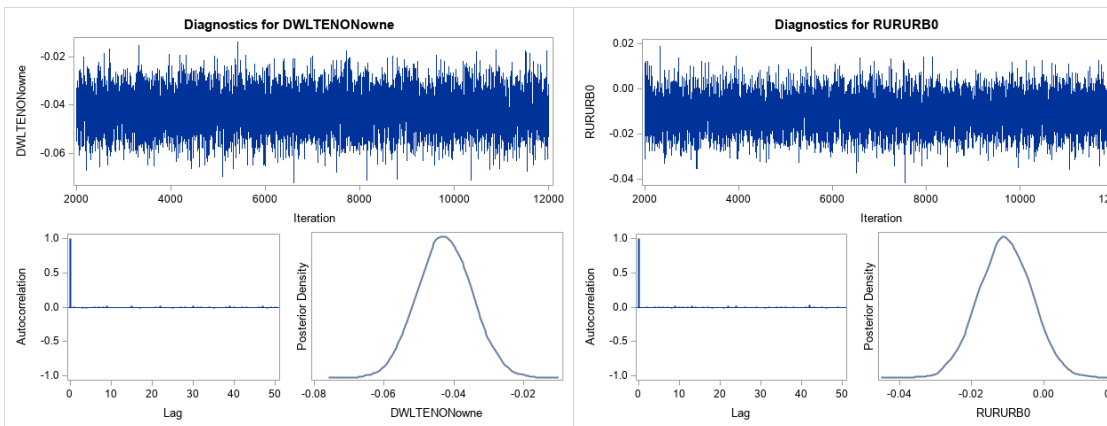 Diagnostics for DWLTENONowne
DWLTENONowne
-0.02
-0.04
-0.06
2000 4000 6000 8000 10000 12000
Iteration
Autocorrelation
1.0
0.5
0.0
-0.5
-1.0
0 10 20 30 40 50
Lag
Posterior Density
-0.08 -0.06 -0.04 -0.02
DWLTENONowne
Diagnostics for RURURB0
RURURB0
0.02
0.00
-0.02
-0.04
2000 4000 6000 8000 10000
Iteration
Autocorrelation
1.0
0.5
0.0
-0.5
-1.0
0 10 20 30 40 50
Lag
Posterior Density
-0.04 -0.02 0.00
RURURB0